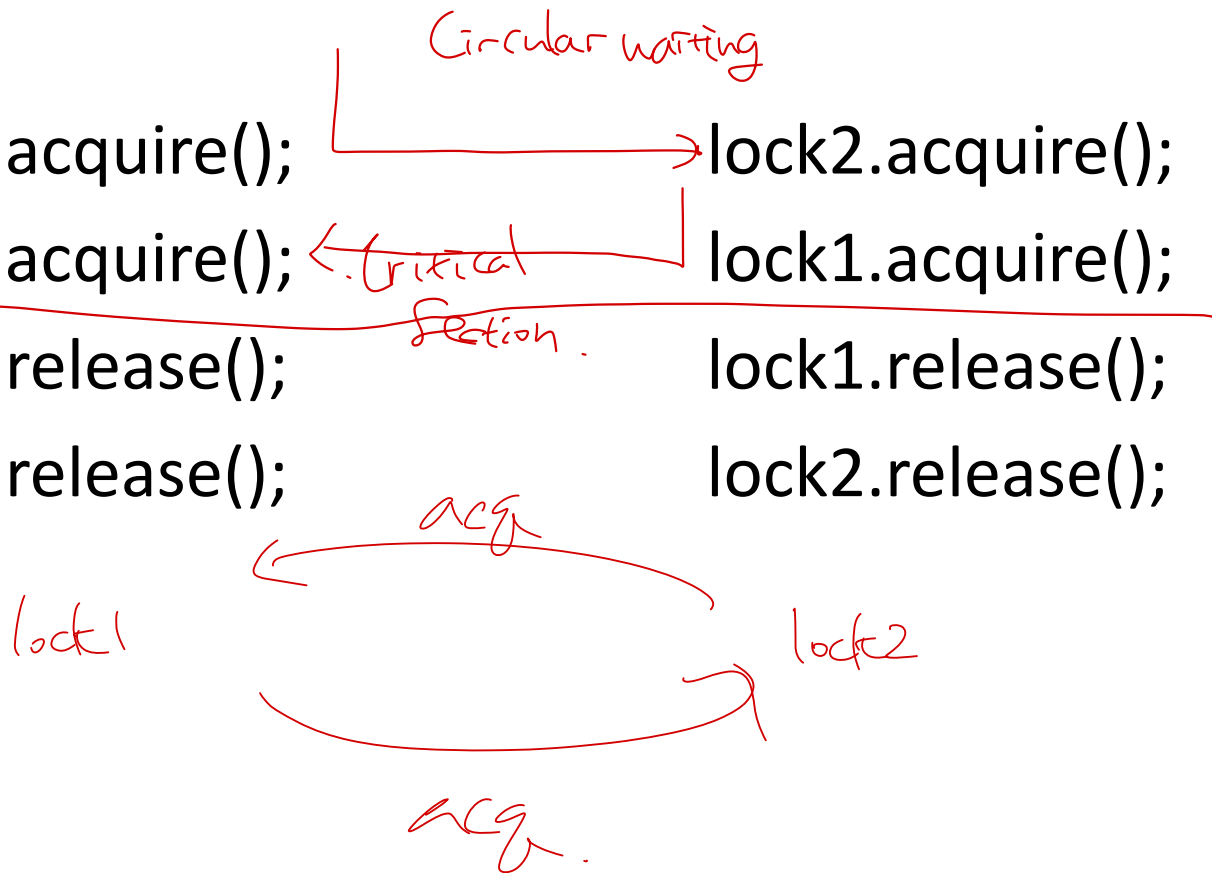 Circular waiting
acquire(); lock2.acquire();
acquire(); lock1.acquire();
Critical
Section.
release(); lock1.release();
release(); lock2.release();
acq
lock1 lock2
acq.